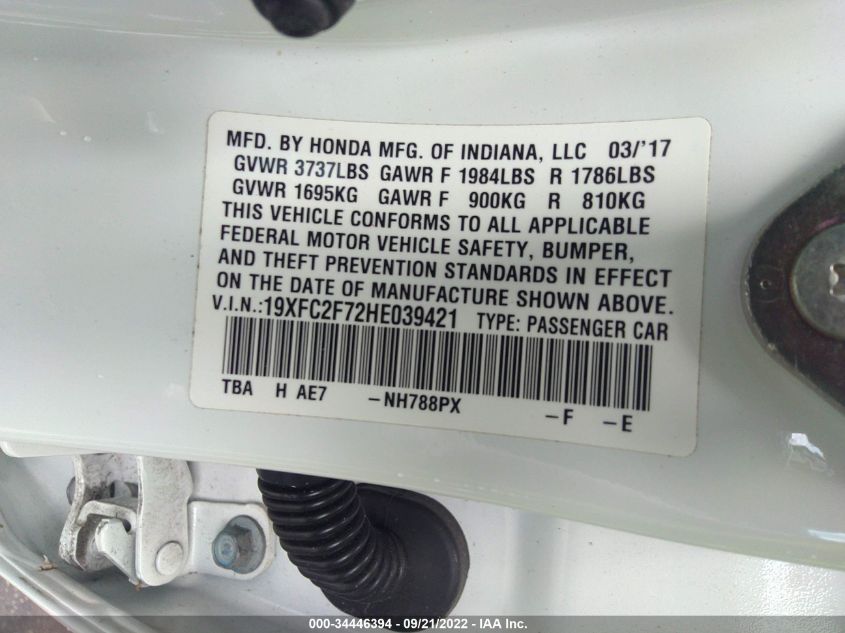 MFD. BY HONDA MFG. OF INDIANA, LLC 03/'17
GVWR 3737LBS GAWR F 1984LBS R 1786LBS
GVWR 1695KG GAWR F 900KG R 810KG
THIS VEHICLE CONFORMS TO ALL APPLICABLE
FEDERAL MOTOR VEHICLE SAFETY, BUMPER,
AND THEFT PREVENTION STANDARDS IN EFFECT
ON THE DATE OF MANUFACTURE SHOWN ABOVE.
V.I.N.:19XFC2F72HE039421 TYPE: PASSENGER CAR
TBA H AE7 -NH788PX -F -E
000-34446394 - 09/21/2022 - IAA Inc.